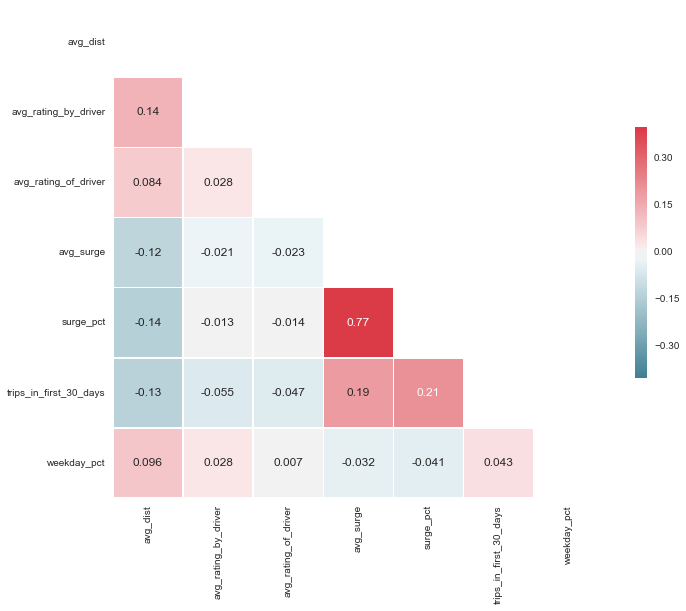 avg_dist
avg_rating_by_driver 0.14
avg_rating_of_driver 0.084 0.028
avg_surge -0.12 -0.021 -0.023
surge_pct -0.14 -0.013 -0.014 0.77
trips_in_first_30_days -0.13 -0.055 -0.047 0.19 0.21
weekday_pct 0.096 0.028 0.007 -0.032 -0.041 0.043
avg_dist
avg_rating_by_driver
avg_rating_of_driver
avg_surge
surge_pct
trips_in_first_30_days
weekday_pct
0.30
0.15
0.00
−0.15
−0.30